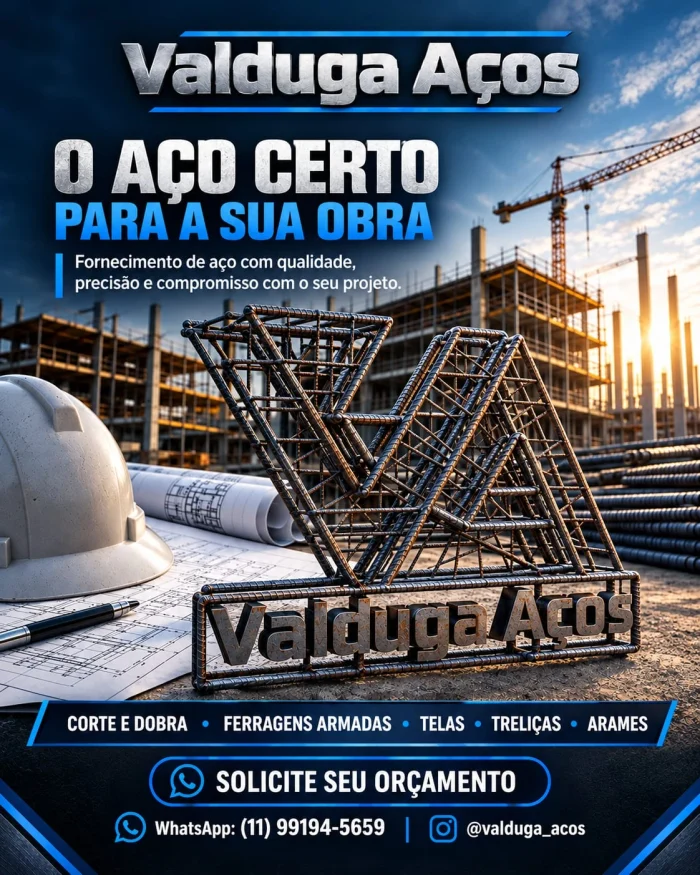 Valduga Aços
O AÇO CERTO
PARA A SUA OBRA
Fornecimento de aço com qualidade,
precisão e compromisso com o seu projeto.
VA
Valduga Aços
CORTE E DOBRA • FERRAGENS ARMADAS • TELAS • TRELIÇAS • ARAMES
SOLICITE SEU ORÇAMENTO
WhatsApp: (11) 99194-5659 | @valduga_acos